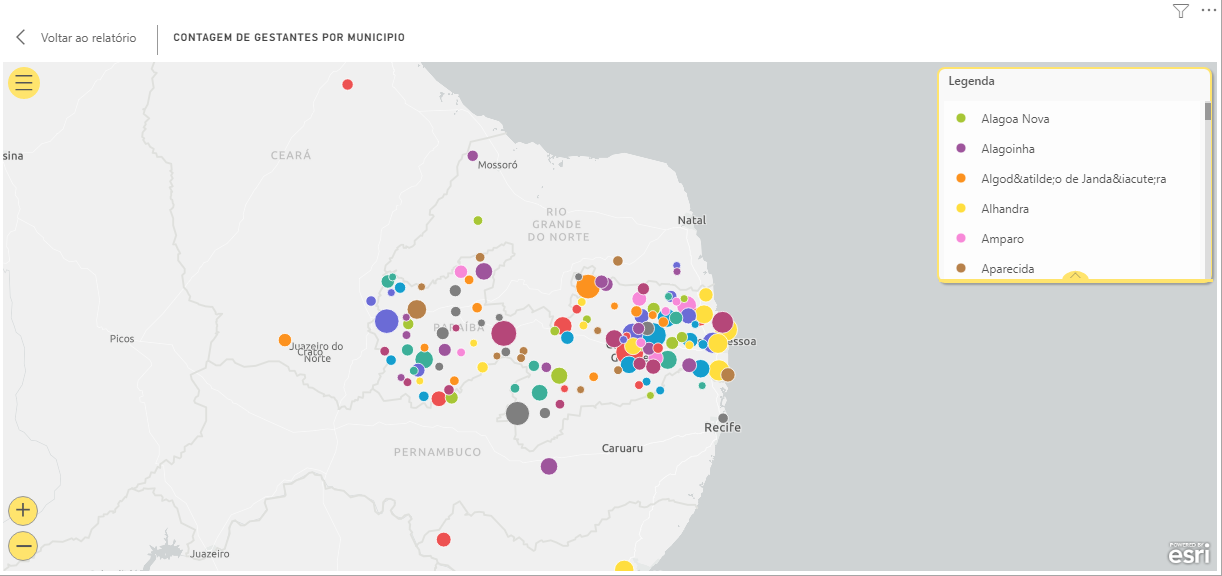 Voltar ao relatório
CONTAGEM DE GESTANTES POR MUNICIPIO
Legenda
Alagoa Nova
Alagoinha
Algod&atilde;o de Janda&iacute;ra
Alhandra
Amparo
Aparecida
sina
CEARÁ
Mossoró
RIO
GRANDE
DO NORTE
Natal
PARAÍBA
Picos
Juazeiro do
Norte
Crato
essoa
Recife
PERNAMBUCO
Caruaru
Juazeiro
POWERED BY
esri